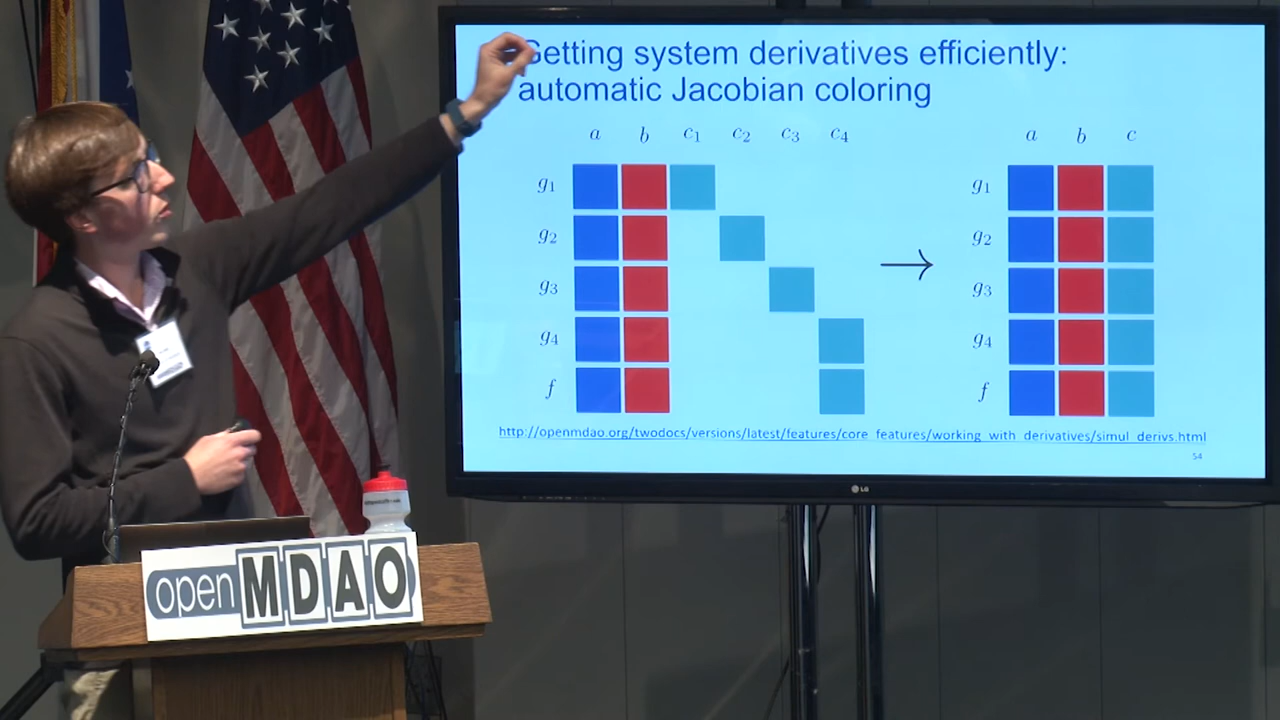 Getting system derivatives efficiently:
automatic Jacobian coloring
a b c1 c2 c3 c4
a b c
g1
g2
g3
g4
f
g1
g2
g3
g4
f
http://openmdao.org/twodocs/versions/latest/features/core_features/working_with_derivatives/simul_derivs.html
54
LG
openMDAO